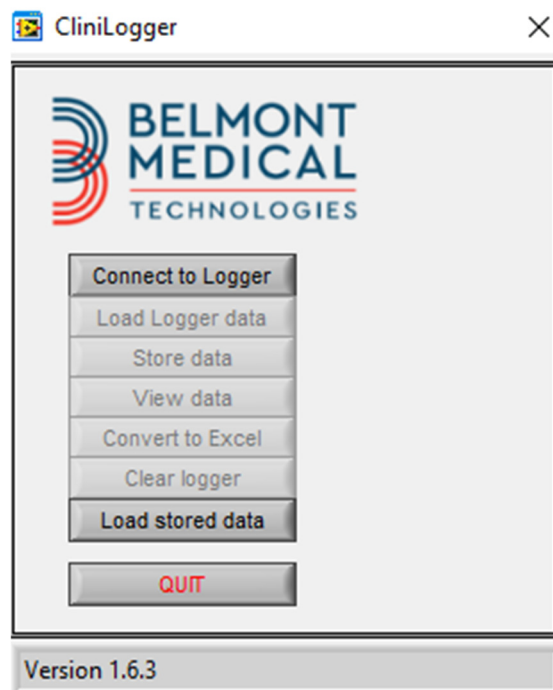 CliniLogger
BELMONT
MEDICAL
TECHNOLOGIES
Connect to Logger
Load Logger data
Store data
View data
Convert to Excel
Clear logger
Load stored data
QUIT
Version 1.6.3